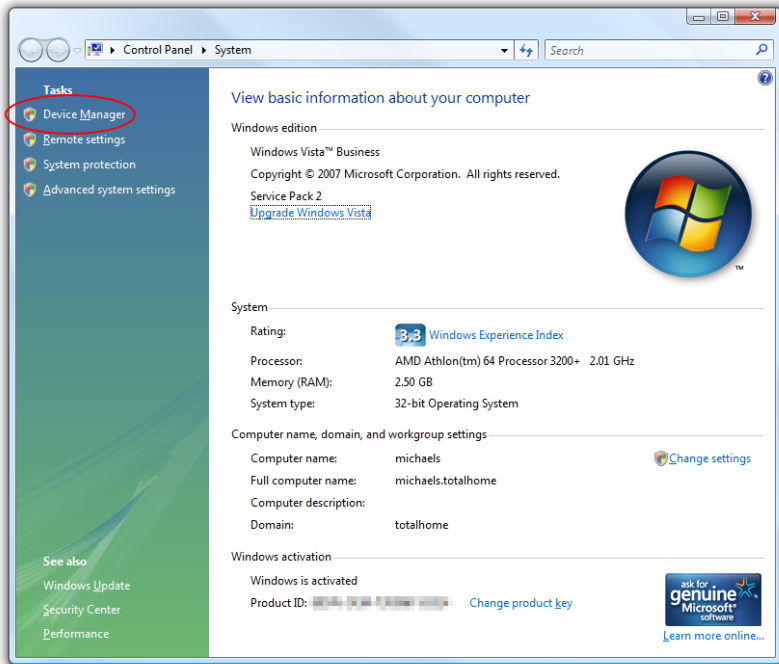 Control Panel System
Search
Tasks
Device Manager
Remote settings
System protection
Advanced system settings
See also
Windows Update
Security Center
Performance
View basic information about your computer
Windows edition
Windows Vista™ Business
Copyright © 2007 Microsoft Corporation. All rights reserved.
Service Pack 2
Upgrade Windows Vista
TM
System
Rating: 3.3 Windows Experience Index
Processor: AMD Athlon(tm) 64 Processor 3200+ 2.01 GHz
Memory (RAM): 2.50 GB
System type: 32-bit Operating System
Computer name, domain, and workgroup settings
Computer name: michaels Change settings
Full computer name: michaels.totalhome
Computer description:
Domain: totalhome
Windows activation
Windows is activated
Product ID: Change product key
ask for
genuine
Microsoft®
software
Learn more online...